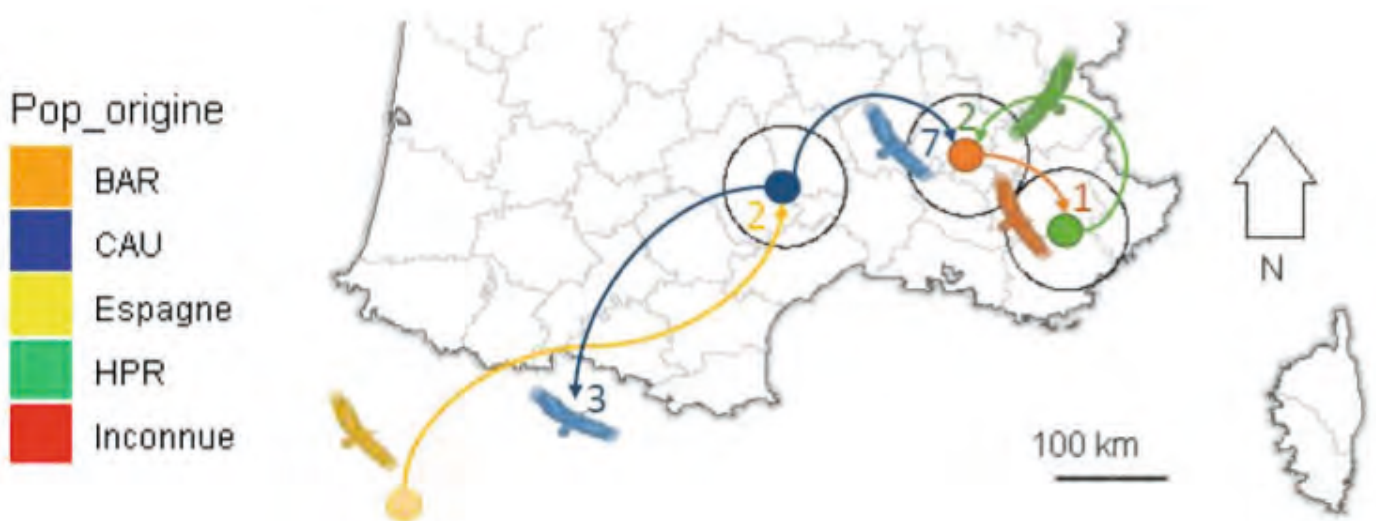 Pop_origine
BAR
CAU
Espagne
HPR
Inconnue
2
7
1
2
3
N
100 km